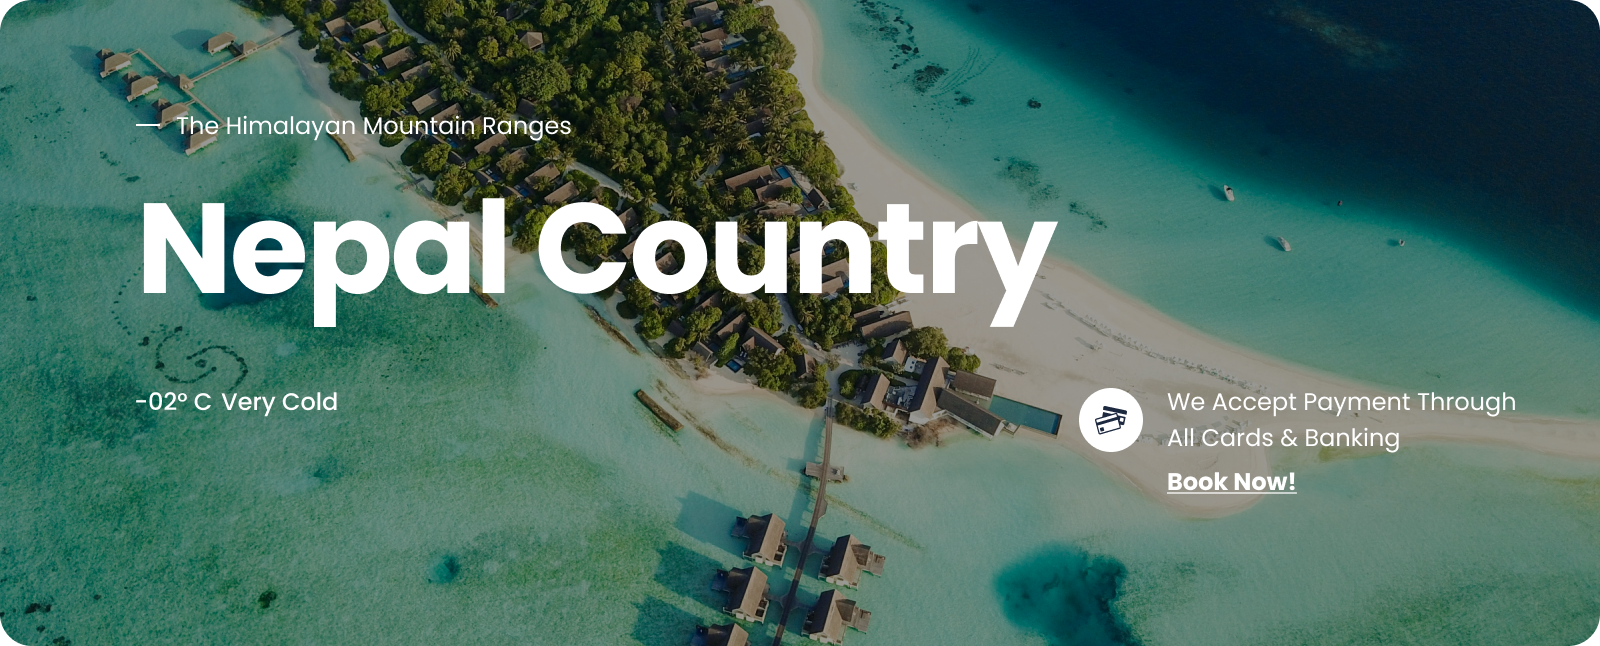 The Himalayan Mountain Ranges
Nepal Country
-02° C Very Cold
We Accept Payment Through
All Cards & Banking
Book Now!